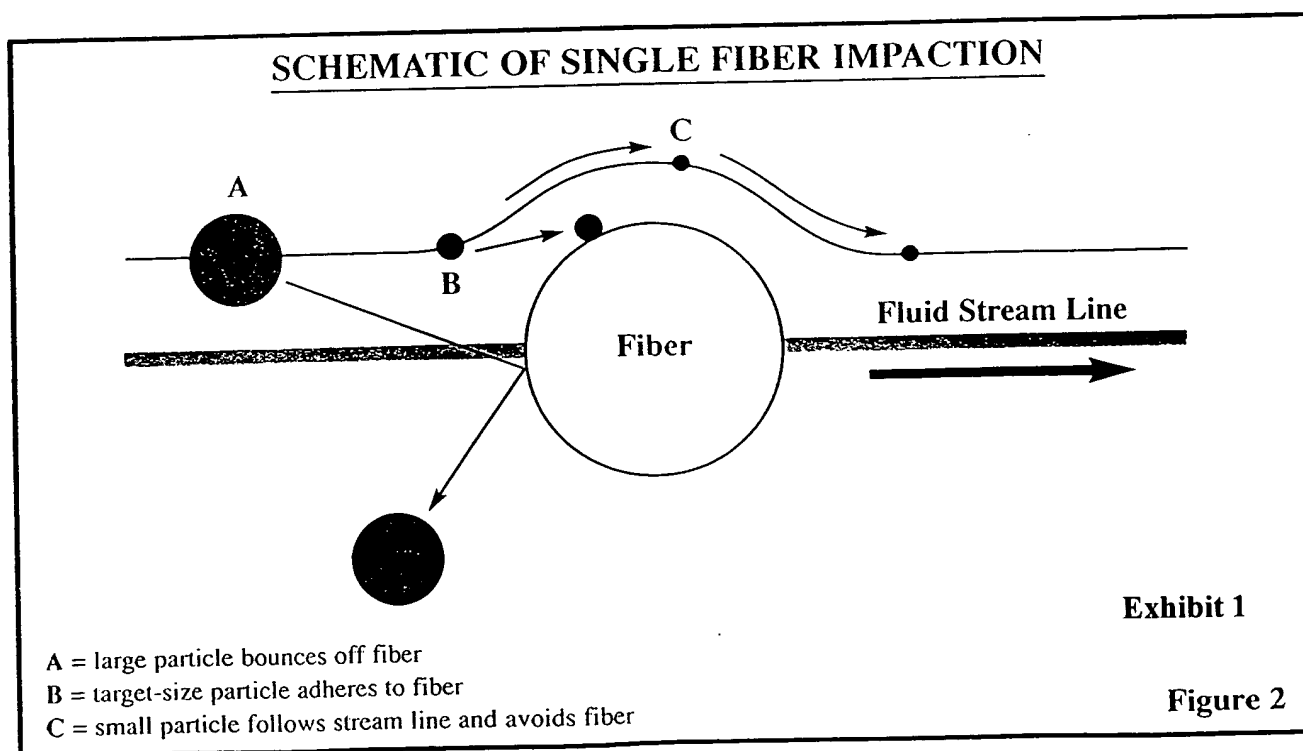 SCHEMATIC OF SINGLE FIBER IMPACTION
C
A
B
Fluid Stream Line
Fiber
Exhibit 1
A = large particle bounces off fiber
B = target-size particle adheres to fiber
C = small particle follows stream line and avoids fiber
Figure 2